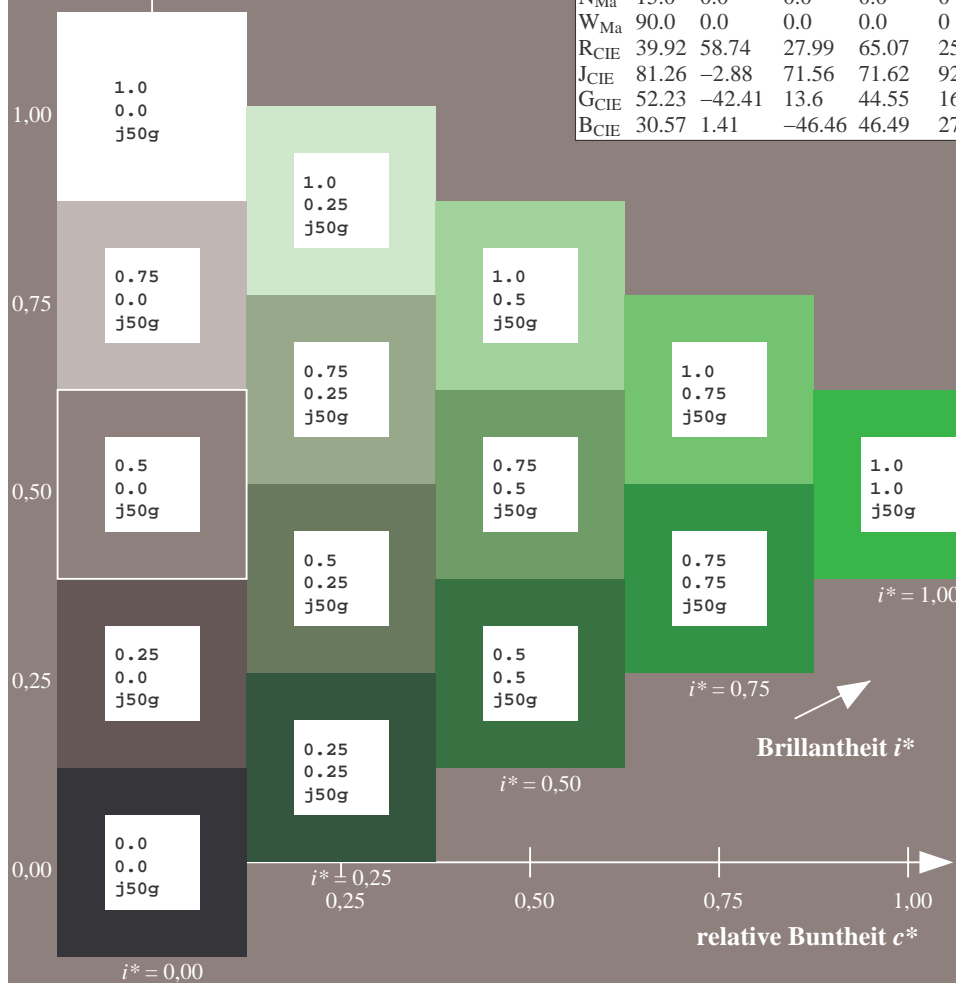 W_Ma 90.0 0.0 0.0 0.0 0
R_CIE 39.92 58.74 27.99 65.07 25
J_CIE 81.26 –2.88 71.56 71.62 92
G_CIE 52.23 –42.41 13.6 44.55 16
B_CIE 30.57 1.41 –46.46 46.49 27
1.0
0.0
j50g
1,00
1.0
0.25
j50g
0.75
0.0
j50g
1.0
0.5
j50g
0,75
0.75
0.25
j50g
1.0
0.75
j50g
0.5
0.0
j50g
0.75
0.5
j50g
1.0
1.0
j50g
0,50
0.5
0.25
j50g
0.75
0.75
j50g
i* = 1,00
0.25
0.0
j50g
0.5
0.5
j50g
0,25
i* = 0,75
0.25
0.25
j50g
Brillantheit i*
i* = 0,50
0.0
0.0
j50g
0,00
i* = 0,25
0,25 0,50 0,75 1,00
relative Buntheit c*
i* = 0,00